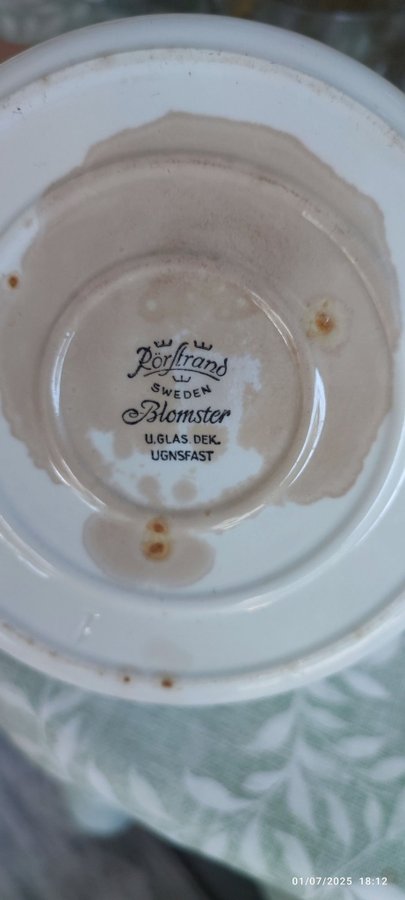 Rörstrand
SWEDEN
Blomster
U.GLAS DEK.
UGNSFAST
01/07/2025 18:12